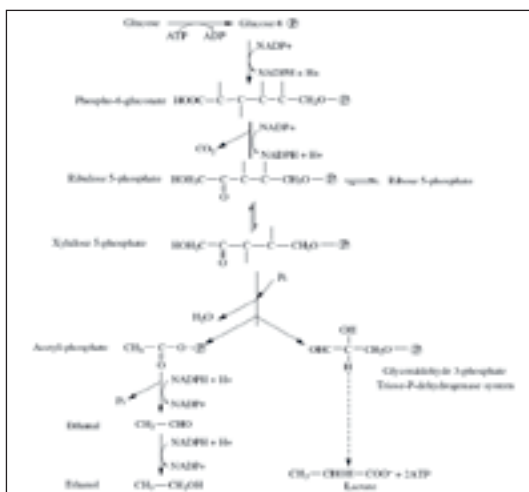 Glucose Glucose 6 P
ATP ADP
NADP+
NADPH + H+
Phospho-6-gluconate HOOC—C—C—C—C—CH₂O—P
NADP+
CO₂
NADPH + H+
Ribulose 5-phosphate HOH₂C—C—C—C—CH₂O—P Ribose 5-phosphate
O
Xylulose 5-phosphate HOH₂C—C—C—C—CH₂O—P
O
Pi
H₂O
OH
Acetyl-phosphate CH₃—C—O—P OHC—C—CH₂O—P
O H
NADPH + H+ Glyceraldehyde 3-phosphate
Pi Triose-P-dehydrogenase system
NADP+
Ethanol CH₃—CHO
NADPH + H+
NADP+
CH₃—CHOH—COO⁻ + 2ATP
Ethanol CH₃—CH₂OH Lactate